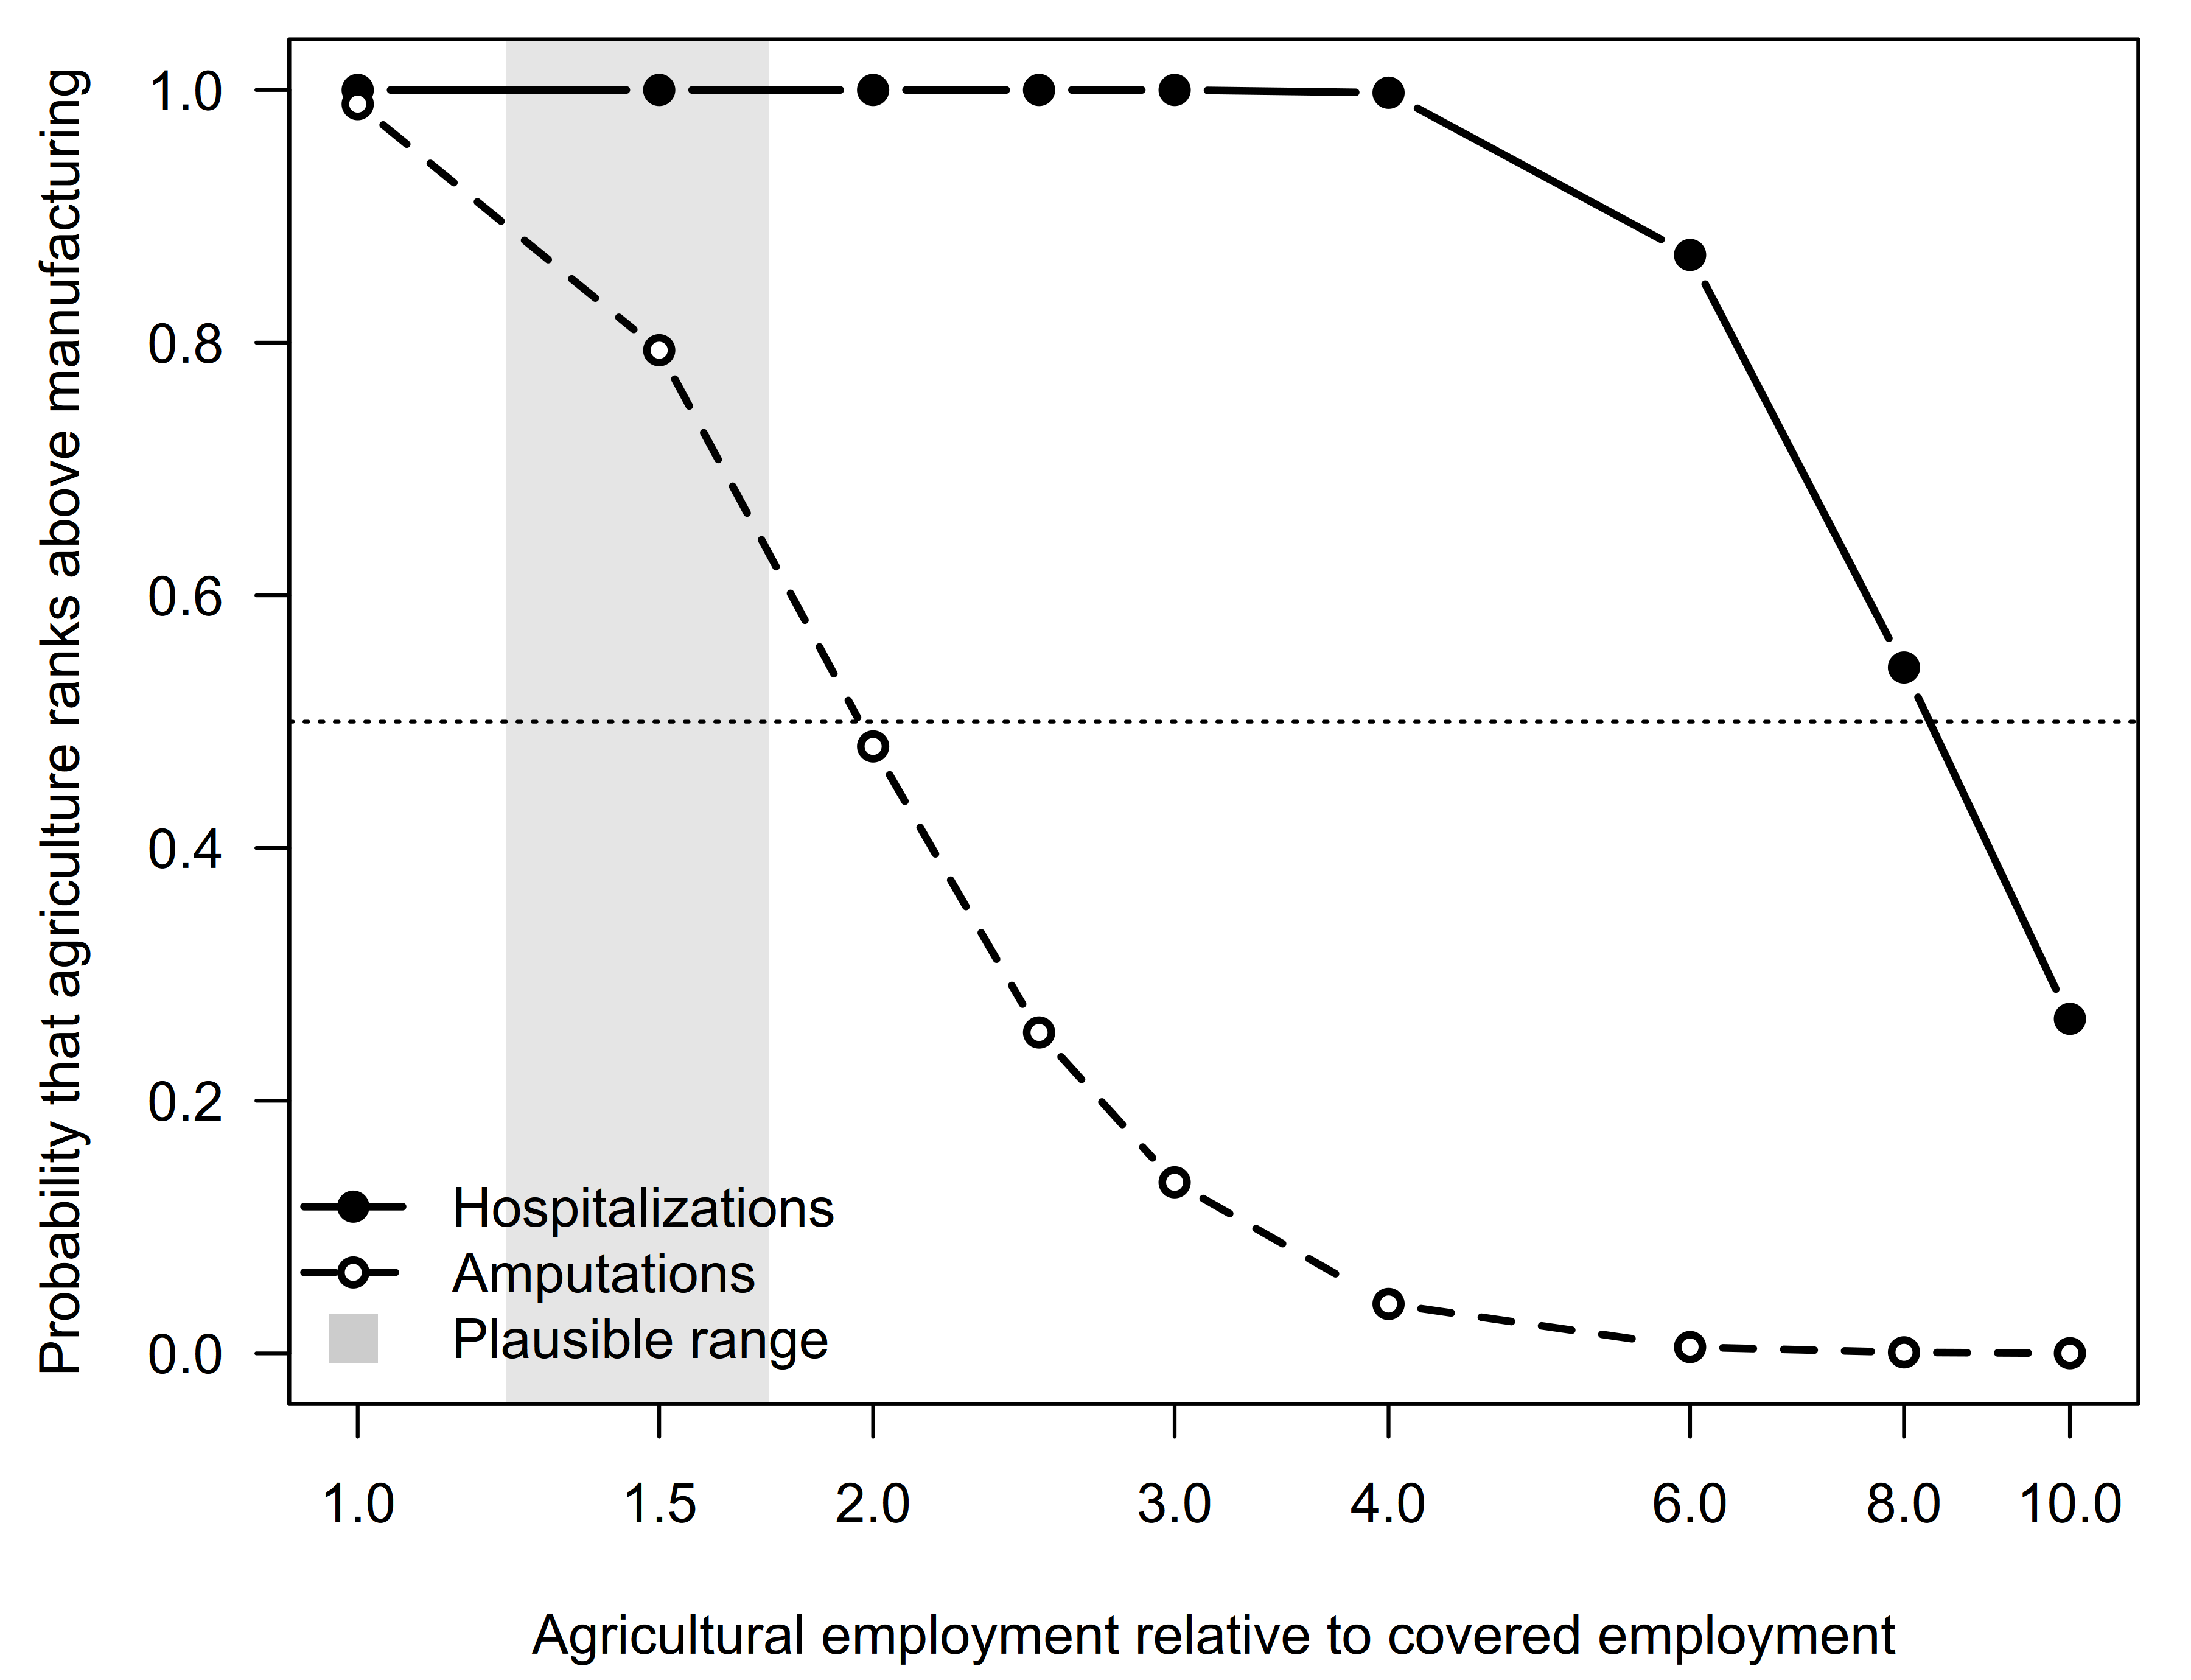 Probability that agriculture ranks above manufacturing
1.0
0.8
0.6
0.4
0.2
0.0
Hospitalizations
Amputations
Plausible range
1.0 1.5 2.0 3.0 4.0 6.0 8.0 10.0
Agricultural employment relative to covered employment